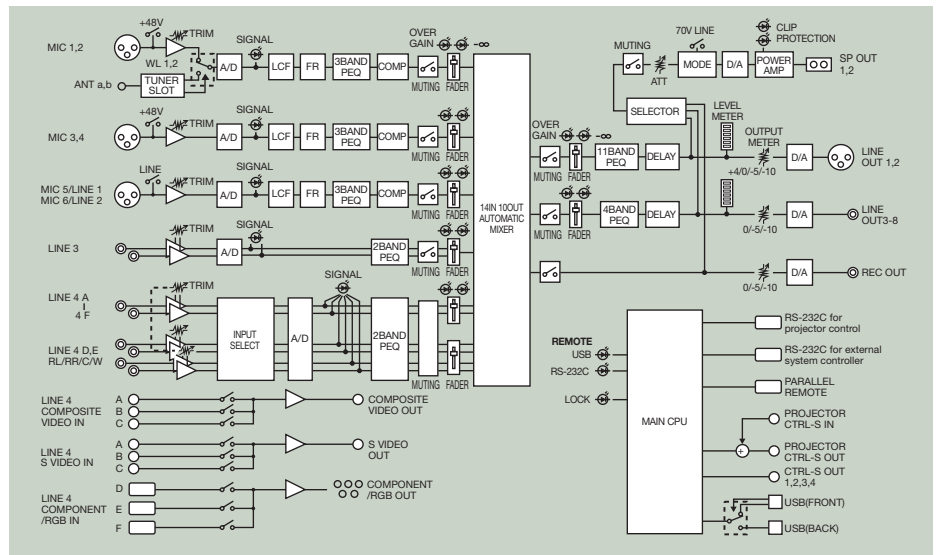 MIC 1,2
+48V
TRIM
WL 1,2
ANT a,b
TUNER
SLOT
A/D
SIGNAL
LCF
FR
3BAND
PEQ
COMP
OVER
GAIN
-∞
MUTING
FADER
MIC 3,4
+48V
TRIM
A/D
SIGNAL
LCF
FR
3BAND
PEQ
COMP
MUTING
FADER
MIC 5/LINE 1
MIC 6/LINE 2
LINE
TRIM
A/D
SIGNAL
LCF
FR
3BAND
PEQ
COMP
MUTING
FADER
LINE 3
TRIM
A/D
SIGNAL
2BAND
PEQ
MUTING
FADER
LINE 4 A
4 F
TRIM
LINE 4 D,E
RL/RR/C/W
INPUT
SELECT
A/D
SIGNAL
2BAND
PEQ
MUTING
FADER
LINE 4
COMPOSITE
VIDEO IN
A
B
C
COMPOSITE
VIDEO OUT
LINE 4
S VIDEO IN
A
B
C
S VIDEO
OUT
LINE 4
COMPONENT
/RGB IN
D
E
F
COMPONENT
/RGB OUT
14IN 10OUT
AUTOMATIC
MIXER
MUTING
ATT
70V LINE
MODE
D/A
CLIP
PROTECTION
POWER
AMP
SP OUT
1,2
SELECTOR
OVER
GAIN
-∞
MUTING
FADER
11BAND
PEQ
DELAY
LEVEL
METER
OUTPUT
METER
+4/0/-5/-10
D/A
LINE
OUT 1,2
MUTING
FADER
4BAND
PEQ
DELAY
0/-5/-10
D/A
LINE
OUT3-8
0/-5/-10
D/A
REC OUT
REMOTE
USB
RS-232C
LOCK
MAIN CPU
RS-232C for
projector control
RS-232C for external
system controller
PARALLEL
REMOTE
PROJECTOR
CTRL-S IN
+
PROJECTOR
CTRL-S OUT
CTRL-S OUT
1,2,3,4
USB(FRONT)
USB(BACK)